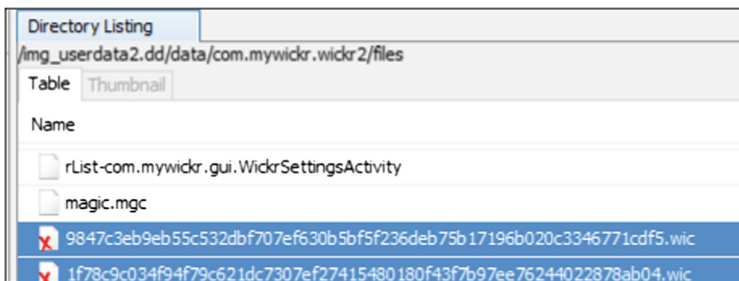 Directory Listing
/img_userdata2.dd/data/com.mywickr.wickr2/files
Table Thumbnail
Name
rList-com.mywickr.gui.WickrSettingsActivity
magic.mgc
9847c3eb9eb55c532dbf707ef630b5bf5f236deb75b17196b020c3346771cdf5.wic
1f78c9c034f94f79c621dc7307ef27415480180f43f7b97ee76244022878ab04.wic